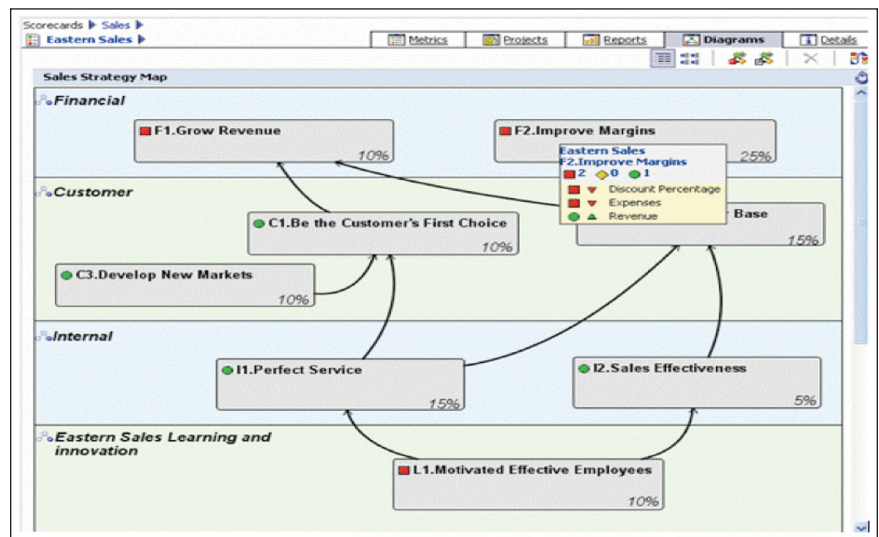 Scorecards Sales
Eastern Sales
Metrics
Projects
Reports
Diagrams
Details
Sales Strategy Map
Financial
F1.Grow Revenue
10%
F2.Improve Margins
25%
Eastern Sales
F2.Improve Margins
2 0 1
Discount Percentage
Expenses
Revenue
Customer
C1.Be the Customer's First Choice
10%
Base
15%
C3.Develop New Markets
10%
Internal
I1.Perfect Service
15%
I2.Sales Effectiveness
5%
Eastern Sales Learning and
innovation
L1.Motivated Effective Employees
10%